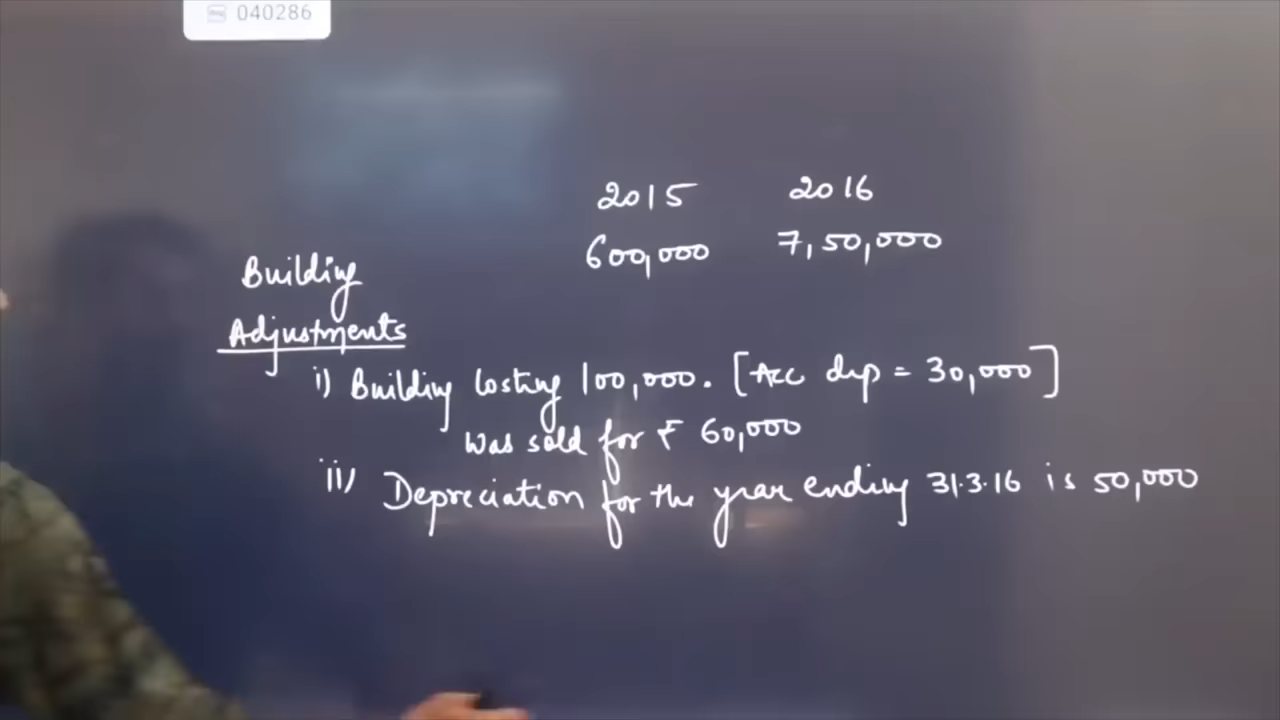 040286
2015 2016
Building 600,000 7,50,000
Adjustments
i) Building costing 100,000. [Acc dep = 30,000]
was sold for ₹ 60,000
ii) Depreciation for the year ending 31.3.16 is 50,000